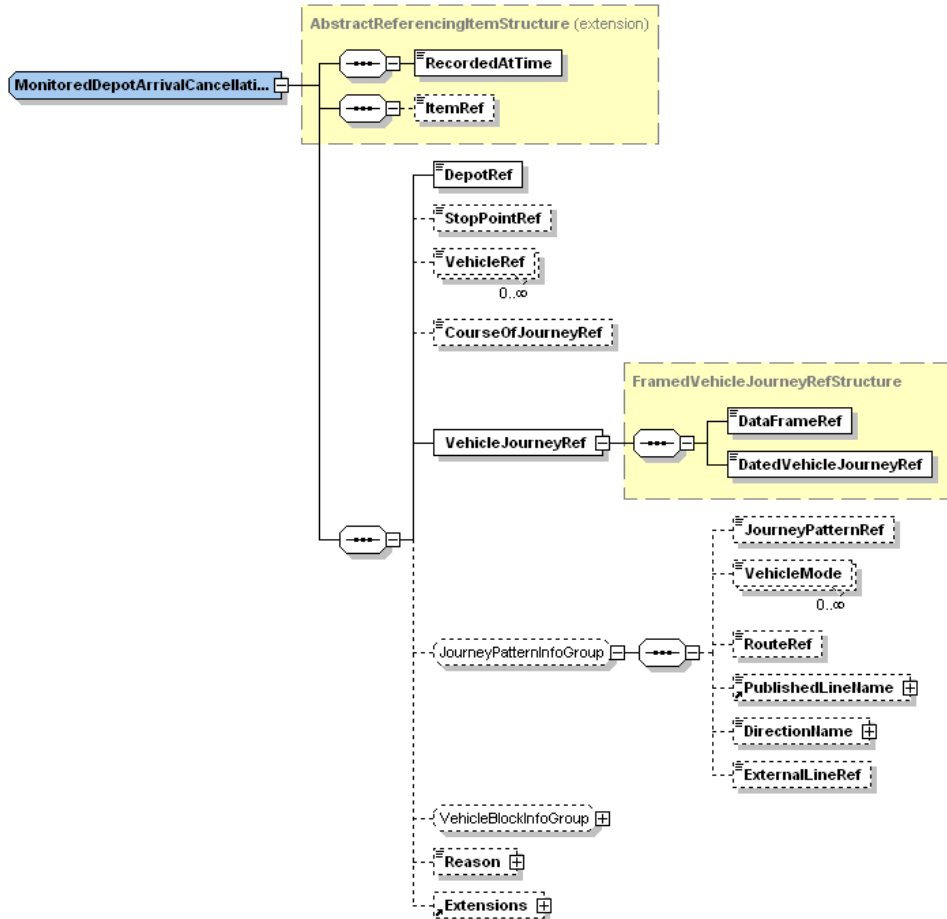 AbstractReferencingItemStructure (extension)
RecordedAtTime
MonitoredDepotArrivalCancellati...
ItemRef
DepotRef
StopPointRef
VehicleRef
0..∞
CourseOfJourneyRef
FramedVehicleJourneyRefStructure
DataFrameRef
VehicleJourneyRef
DatedVehicleJourneyRef
JourneyPatternRef
VehicleMode
0..∞
JourneyPatternInfoGroup
RouteRef
PublishedLineName
DirectionName
ExternalLineRef
VehicleBlockInfoGroup
Reason
Extensions